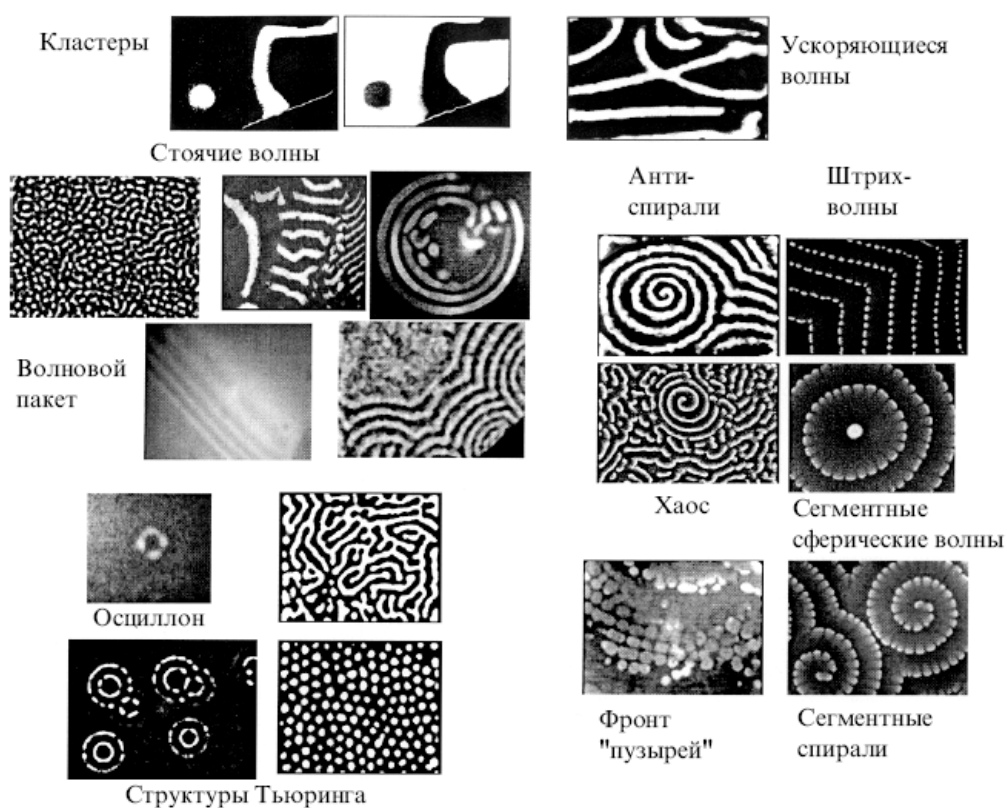 Кластеры
Ускоряющиеся
волны
Стоячие волны
Анти-
спирали
Штрих-
волны
Волновой
пакет
Хаос
Сегментные
сферические волны
Осциллон
Фронт
"пузырей"
Сегментные
спирали
Структуры Тьюринга